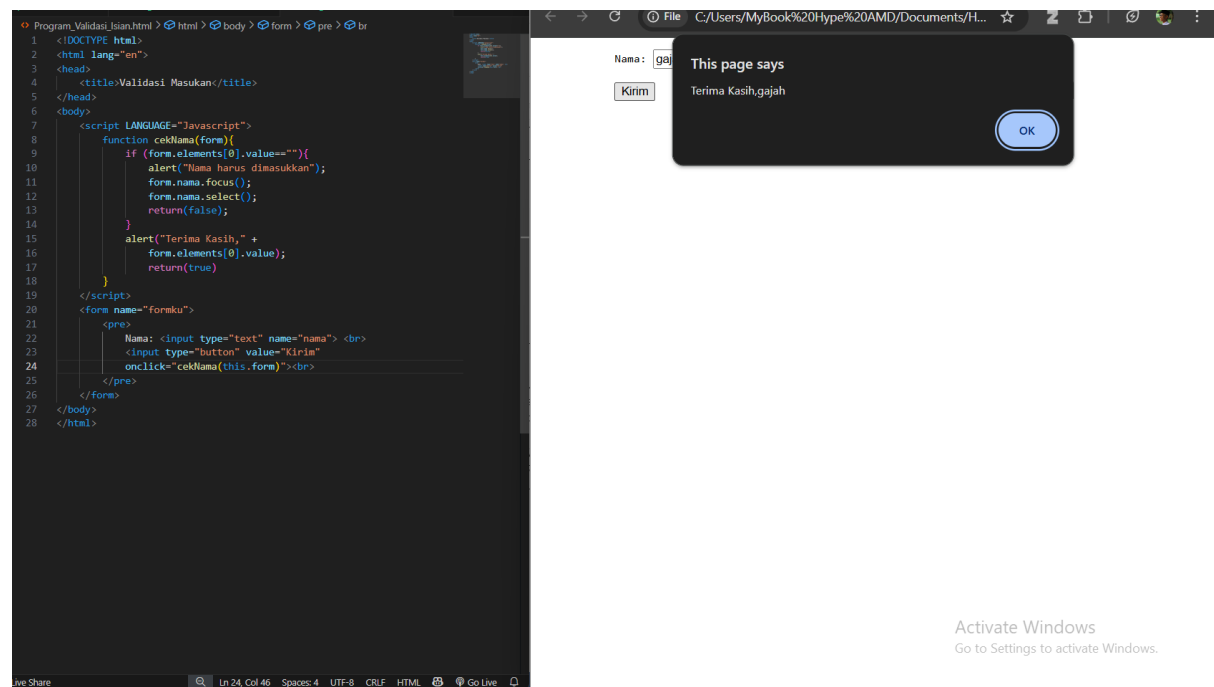 Program_Validasi_Isian.html > html > body > form > pre > br
1 <!DOCTYPE html>
2 <html lang="en">
3 <head>
4     <title>Validasi Masukan</title>
5 </head>
6 <body>
7     <script LANGUAGE="Javascript">
8         function cekNama(form){
9             if (form.elements[0].value==""){
10                 alert("Nama harus dimasukkan");
11                 form.nama.focus();
12                 form.nama.select();
13                 return(false);
14             }
15             alert("Terima Kasih," +
16                 form.elements[0].value);
17                 return(true)
18         }
19     </script>
20     <form name="formku">
21         <pre>
22             Nama: <input type="text" name="nama"> <br>
23             <input type="button" value="Kirim"
24             onclick="cekNama(this.form)"><br>
25         </pre>
26     </form>
27 </body>
28 </html>
Live Share Ln 24, Col 46 Spaces: 4 UTF-8 CRLF HTML Go Live
File C:/Users/MyBook%20Hype%20AMD/Documents/H...
Nama: gaj
Kirim
This page says
Terima Kasih,gajah
OK
Activate Windows
Go to Settings to activate Windows.